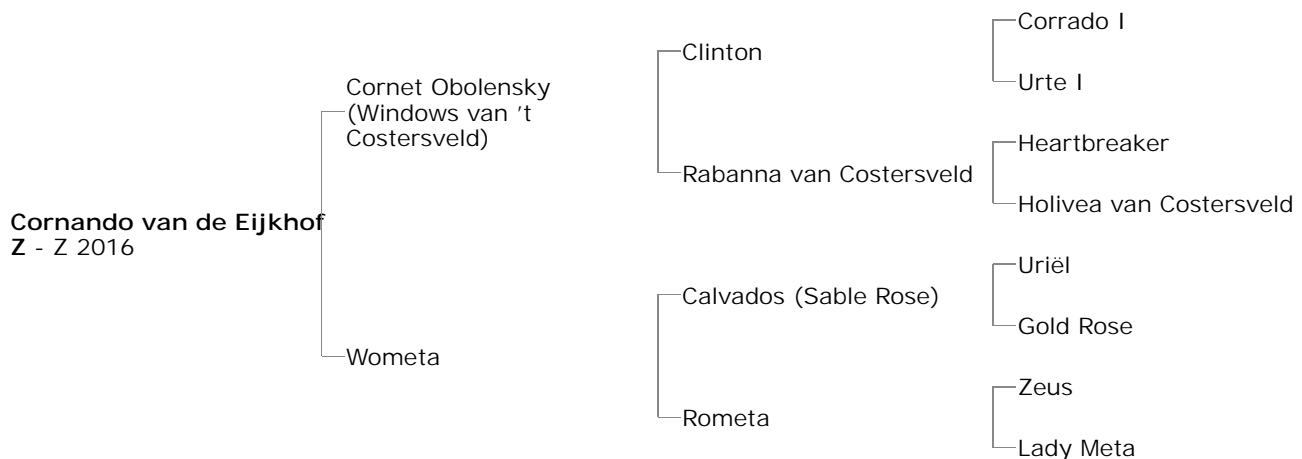 Cornando van de Eijkhof
Z - Z 2016
Cornet Obolensky
(Windows van 't
Costersveld)
Wometa
Clinton
Rabanna van Costersveld
Calvados (Sable Rose)
Rometa
Corrado I
Urte I
Heartbreaker
Holivea van Costersveld
Uriël
Gold Rose
Zeus
Lady Meta